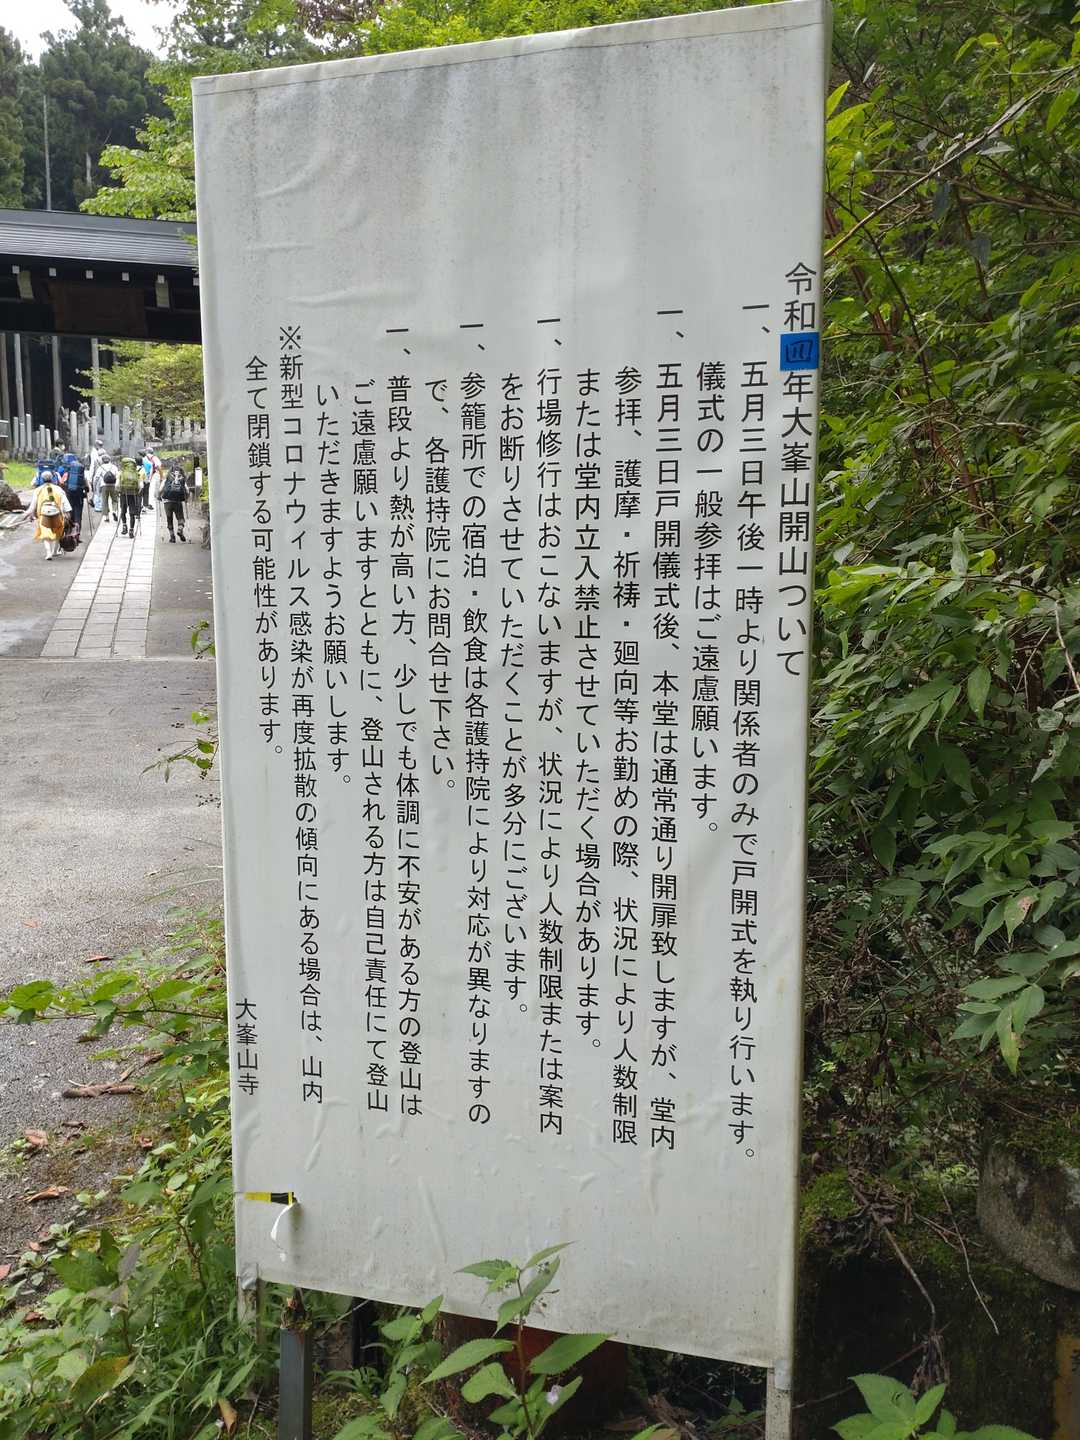 令和四年大峯山開山ついて
一、五月三日午後一時より関係者のみで戸開式を執り行います。
儀式の一般参拝はご遠慮願います。
一、五月三日戸開儀式後、本堂は通常通り開扉致しますが、堂内
参拝、護摩・祈祷・廻向等お勤めの際、状況により人数制限
または堂内立入禁止させていただく場合があります。
一、行場修行はおこないますが、状況により人数制限または案内
をお断りさせていただくことが多分にございます。
一、参籠所での宿泊・飲食は各護持院により対応が異なりますの
で、各護持院にお問合せ下さい。
一、普段より熱が高い方、少しでも体調に不安がある方の登山は
ご遠慮願いますとともに、登山される方は自己責任にて登山
いただきますようお願いします。
※新型コロナウィルス感染が再度拡散の傾向にある場合は、山内
全て閉鎖する可能性があります。
大峯山寺